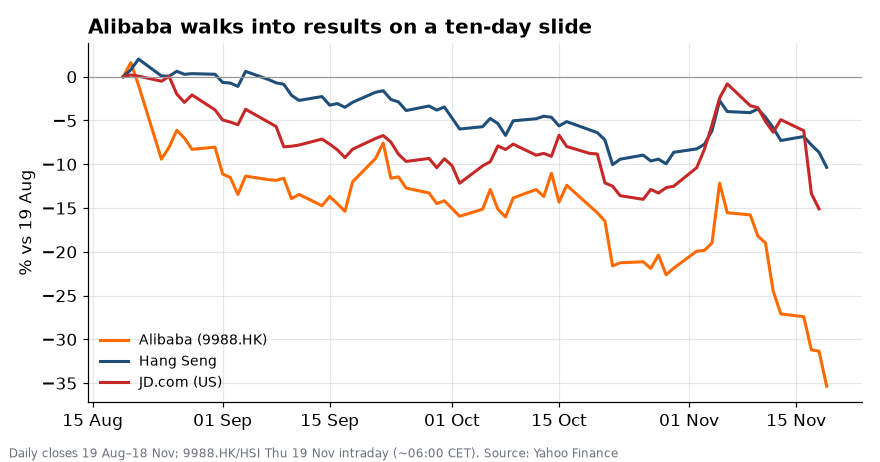 Alibaba walks into results on a ten-day slide
% vs 19 Aug
0
−5
−10
−15
−20
−25
−30
−35
Alibaba (9988.HK)
Hang Seng
JD.com (US)
15 Aug
01 Sep
15 Sep
01 Oct
15 Oct
01 Nov
15 Nov
Daily closes 19 Aug–18 Nov; 9988.HK/HSI Thu 19 Nov intraday (~06:00 CET). Source: Yahoo Finance